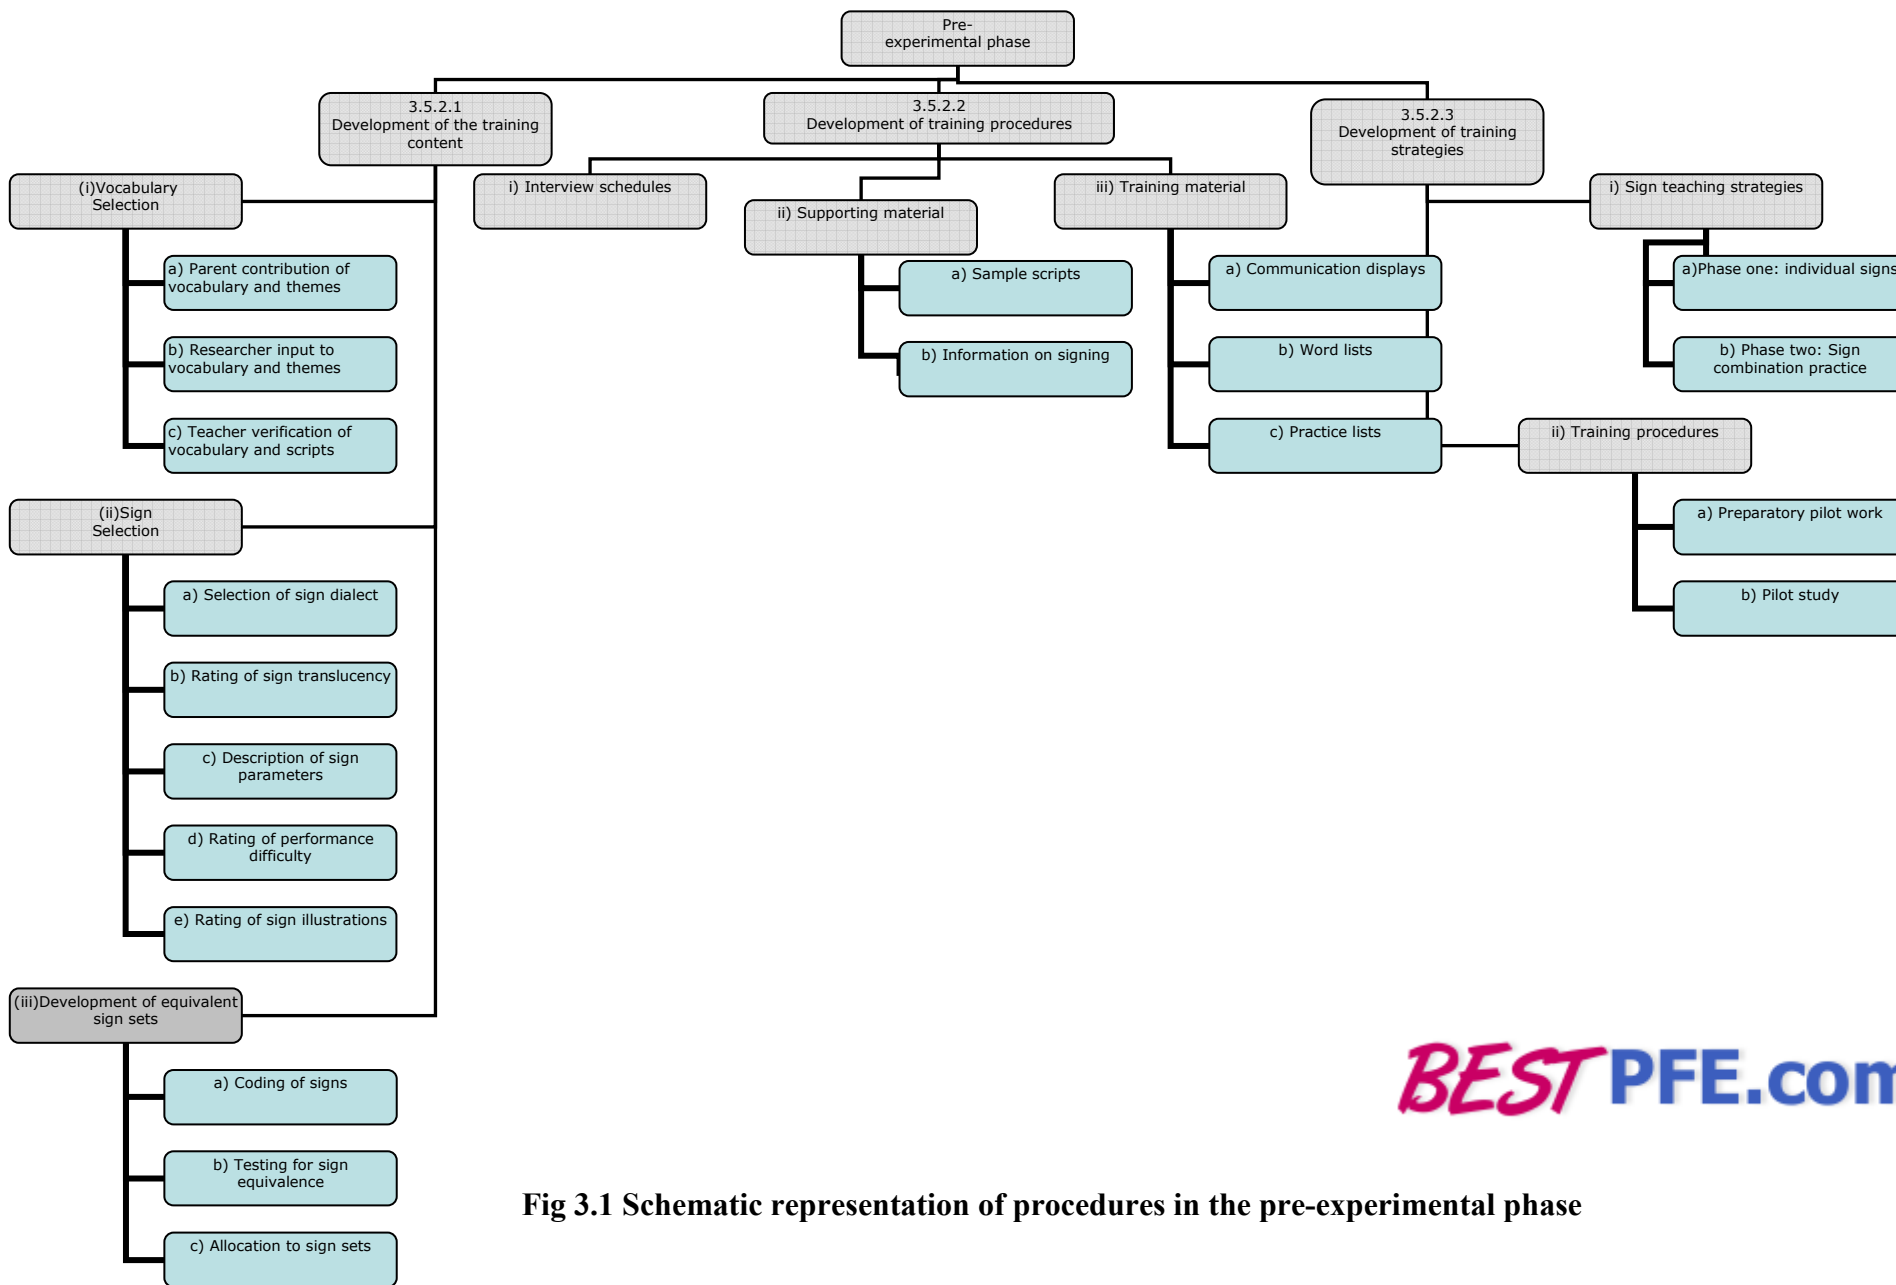 Pre-
experimental phase
3.5.2.1
Development of the training
content
3.5.2.2
Development of training procedures
3.5.2.3
Development of training
strategies
(i)Vocabulary
Selection
a) Parent contribution of
vocabulary and themes
b) Researcher input to
vocabulary and themes
c) Teacher verification of
vocabulary and scripts
(ii)Sign
Selection
a) Selection of sign dialect
b) Rating of sign translucency
c) Description of sign
parameters
d) Rating of performance
difficulty
e) Rating of sign illustrations
(iii)Development of equivalent
sign sets
a) Coding of signs
b) Testing for sign
equivalence
c) Allocation to sign sets
i) Interview schedules
ii) Supporting material
a) Sample scripts
b) Information on signing
iii) Training material
a) Communication displays
b) Word lists
c) Practice lists
i) Sign teaching strategies
a)Phase one: individual signs
b) Phase two: Sign
combination practice
ii) Training procedures
a) Preparatory pilot work
b) Pilot study
BEST PFE.com
Fig 3.1 Schematic representation of procedures in the pre-experimental phase